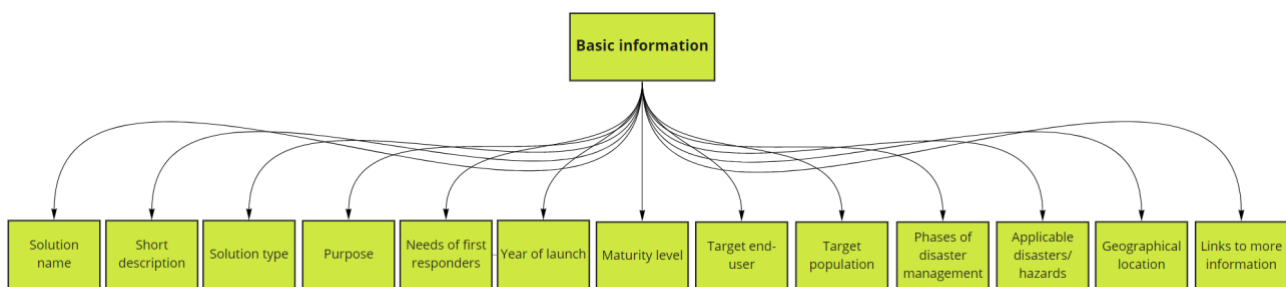 Basic information
Solution
name
Short
description
Solution type
Purpose
Needs of first
responders
Year of launch
Maturity level
Target end-
user
Target
population
Phases of
disaster
management
Applicable
disasters/
hazards
Geographical
location
Links to more
information